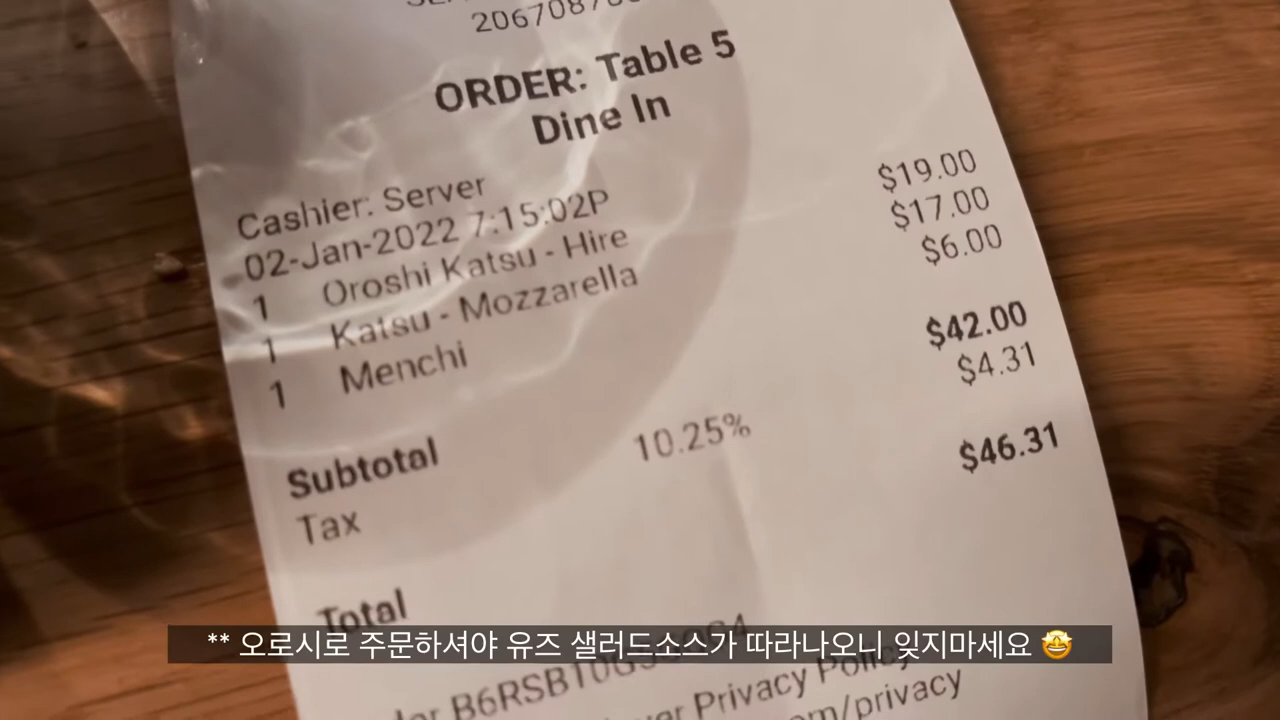 ORDER: Table 5
Dine In
Cashier: Server
02-Jan-2022 7:15:02P
1 Oroshi Katsu - Hire $19.00
1 Katsu - Mozzarella $17.00
1 Menchi $6.00
Subtotal $42.00
Tax 10.25% $4.31
Total $46.31
** 오로시로 주문하셔야 유즈 샐러드소스가 따라나오니 잊지마세요 🤩
Privacy Policy